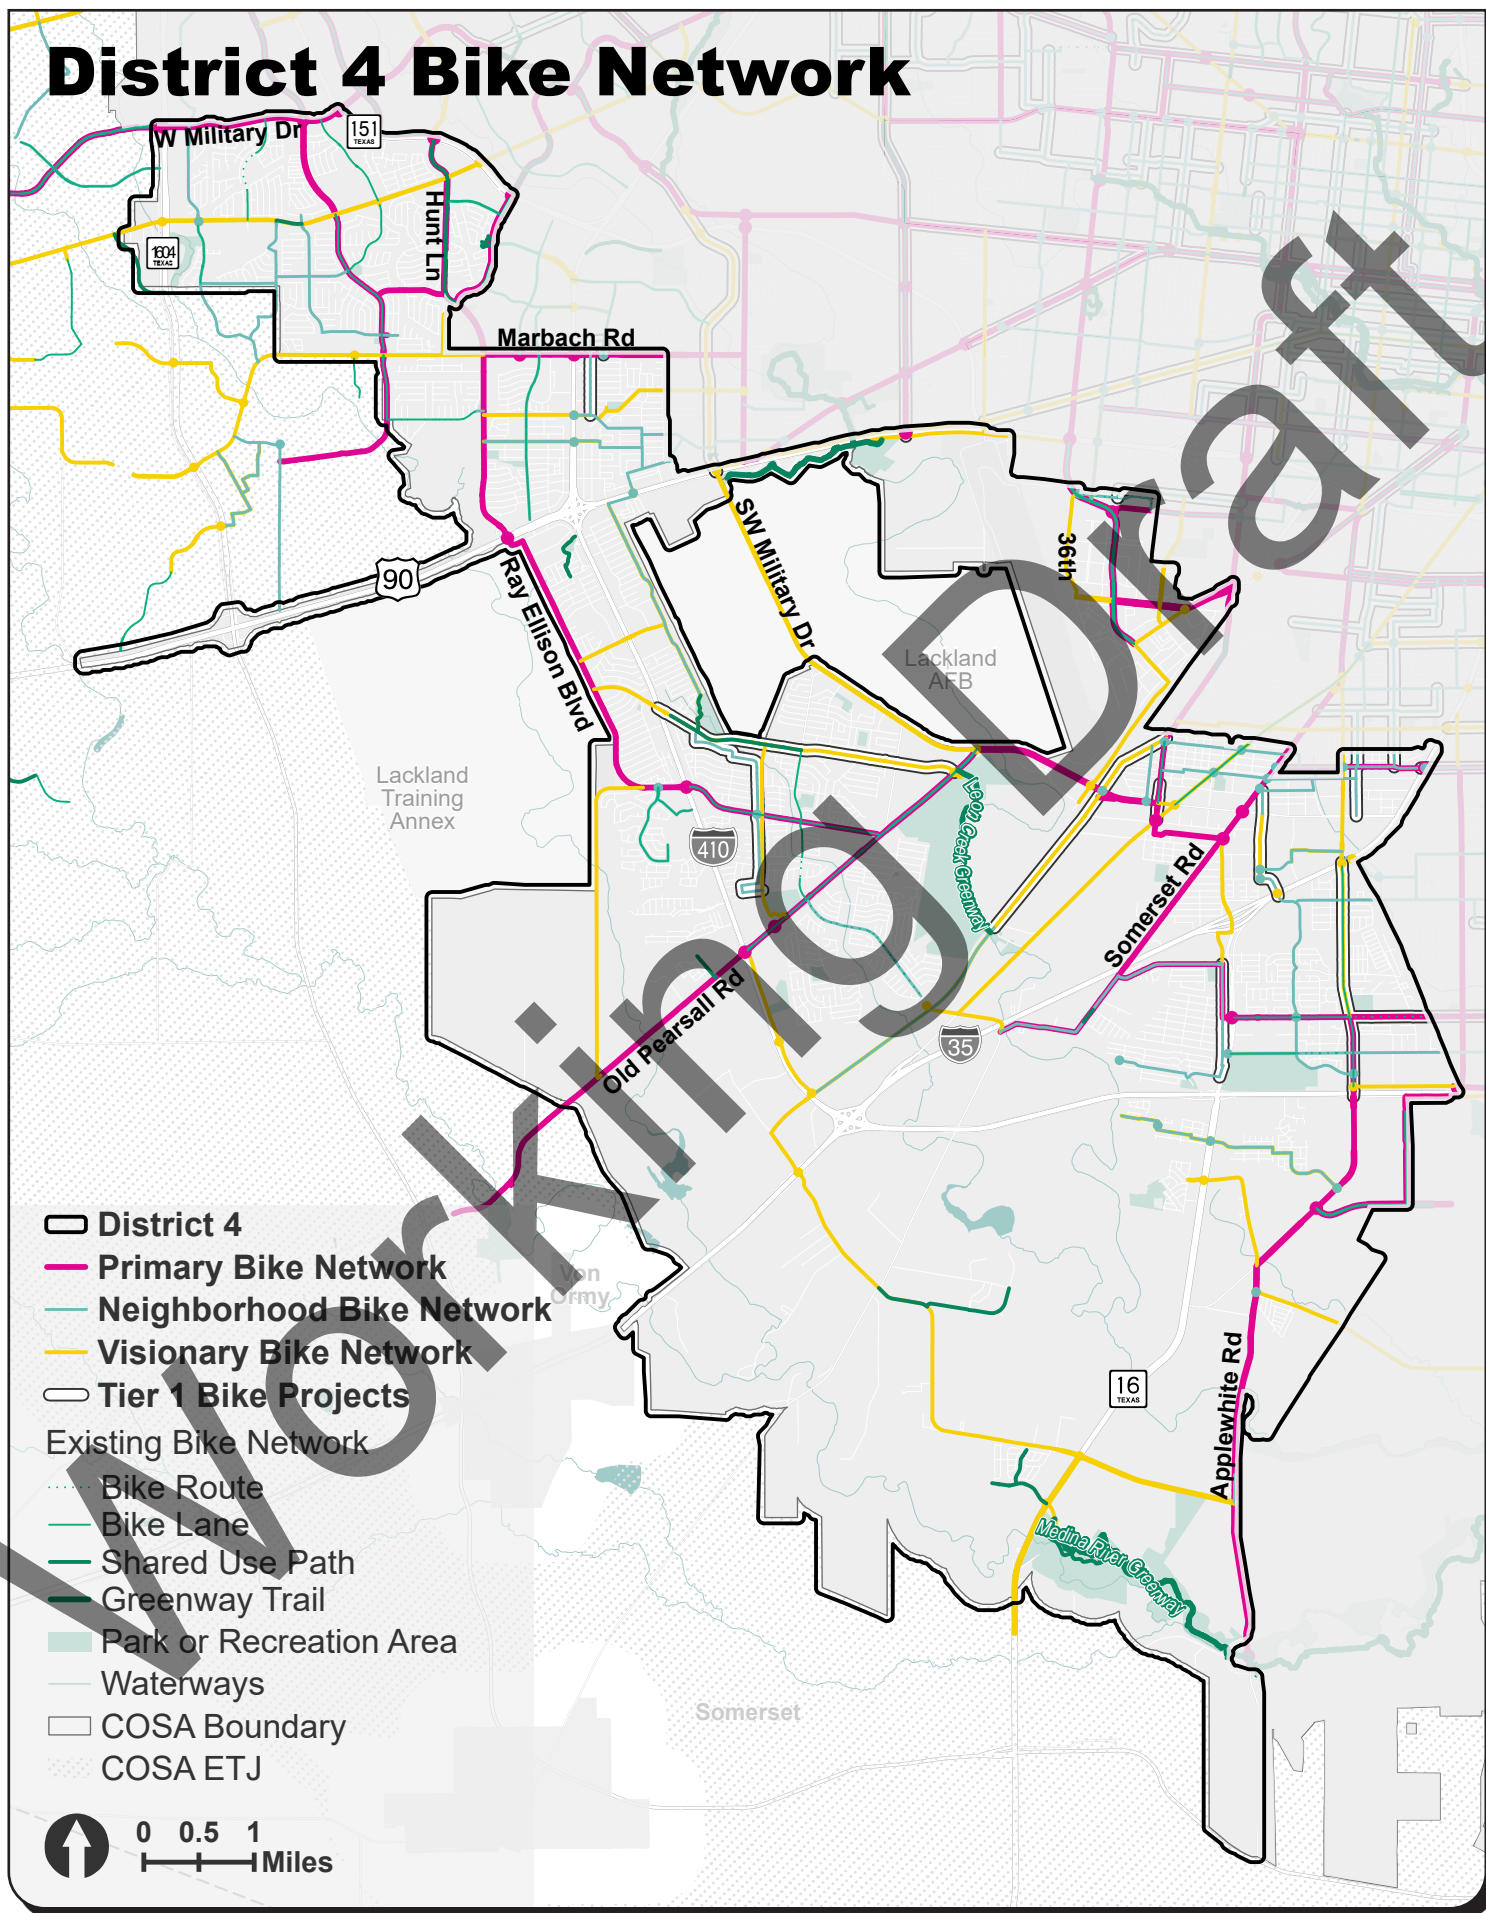 District 4 Bike Network
W Military Dr
151
TEXAS
Hunt Ln
1604
TEXAS
Marbach Rd
SW Military Dr
36th
90
Ray Ellison Blvd
Lackland
AFB
Lackland
Training
Annex
410
Leon Creek Greenway
Somerset Rd
Old Pearsall Rd
35
Von
Ormy
16
TEXAS
Applewhite Rd
Medina River Greenway
Somerset
Working Draft
District 4
Primary Bike Network
Neighborhood Bike Network
Visionary Bike Network
Tier 1 Bike Projects
Existing Bike Network
Bike Route
Bike Lane
Shared Use Path
Greenway Trail
Park or Recreation Area
Waterways
COSA Boundary
COSA ETJ
0 0.5 1
Miles